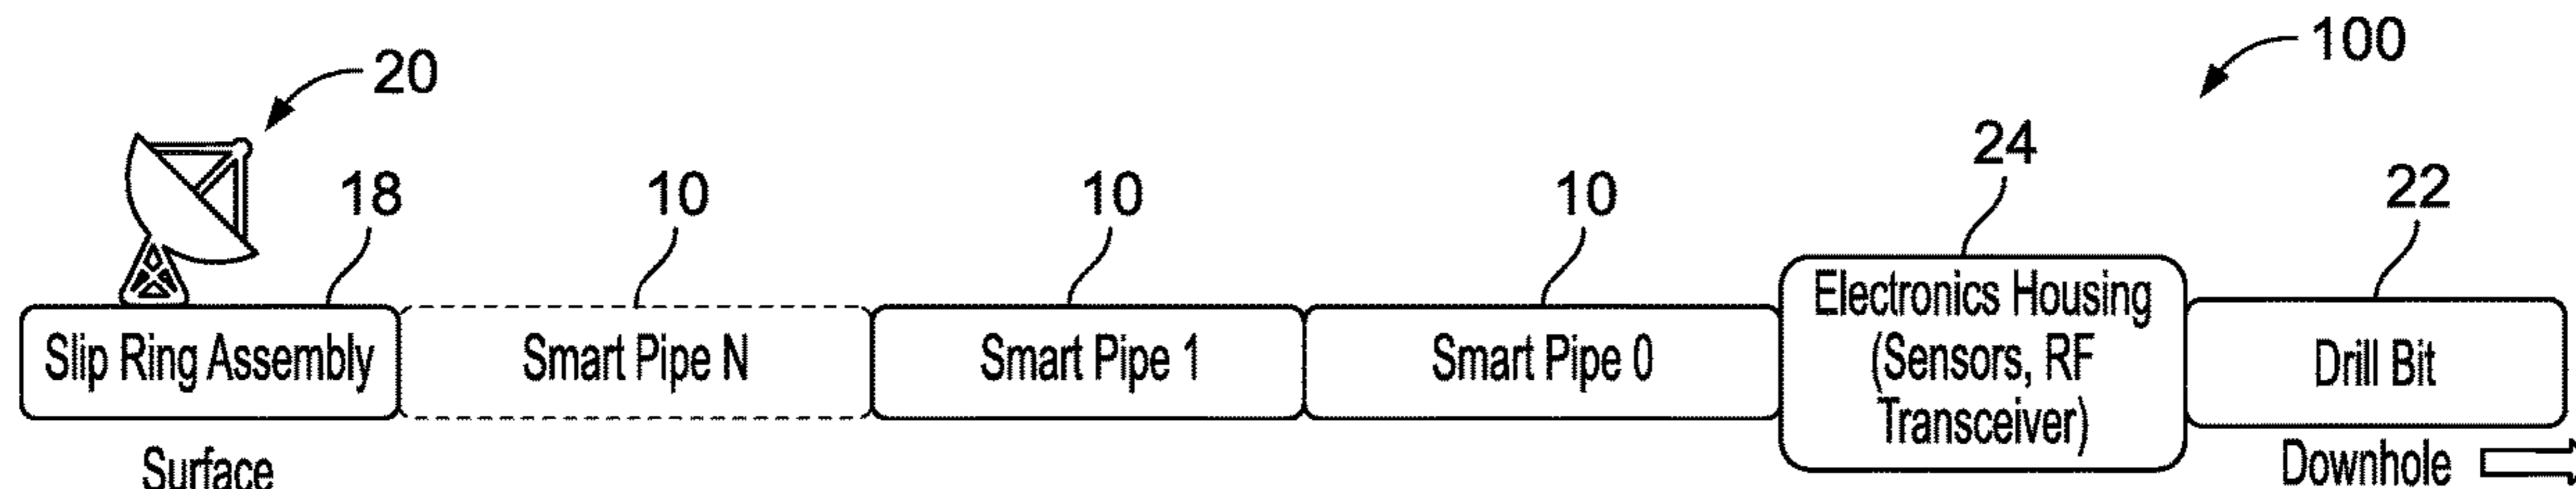 100
20
24
18
10
10
10
22
Slip Ring Assembly
Smart Pipe N
Smart Pipe 1
Smart Pipe 0
Electronics Housing
(Sensors, RF
Transceiver)
Drill Bit
Surface
Downhole